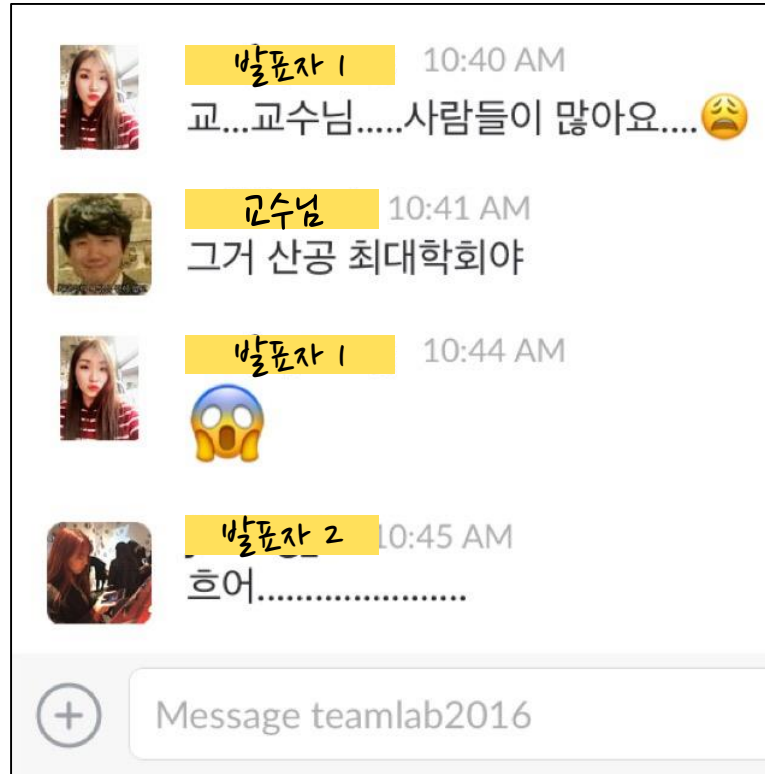 발표자 1 10:40 AM
교...교수님.....사람들이 많아요....😩
교수님 10:41 AM
그거 산공 최대학회야
발표자 1 10:44 AM
😱
발표자 2 10:45 AM
흐어......................
Message teamlab2016